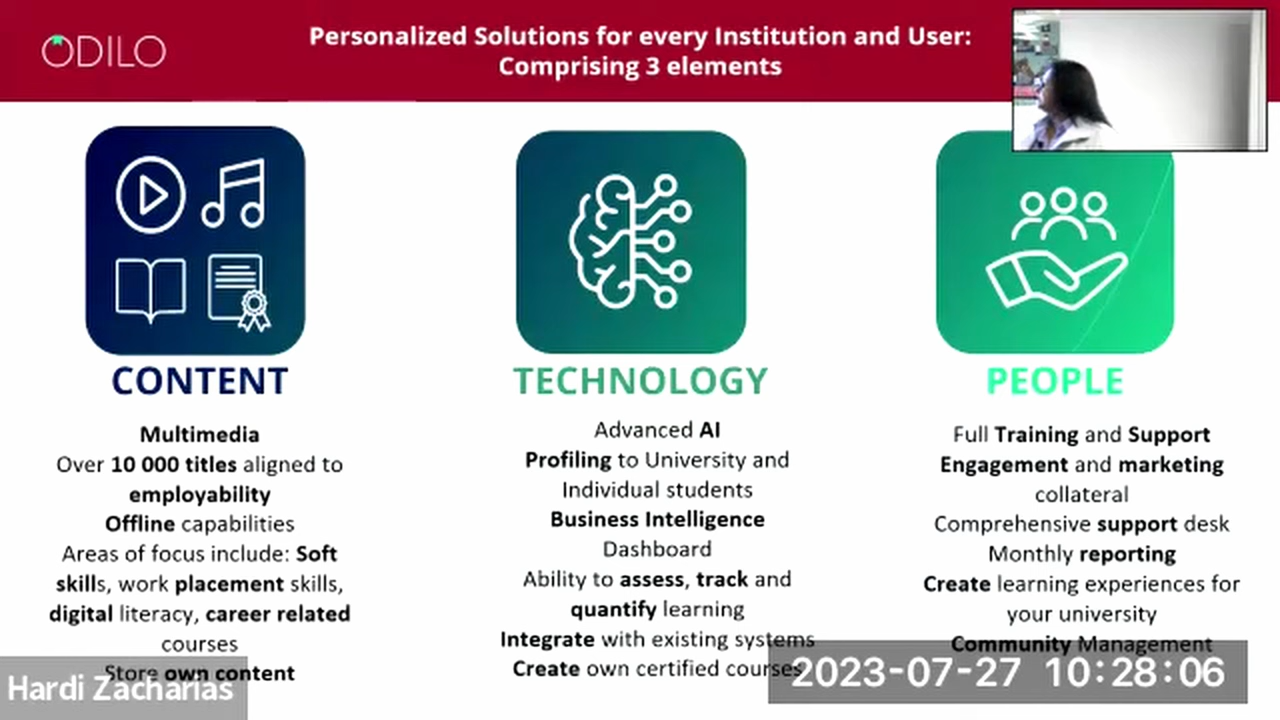 ODILO
Personalized Solutions for every Institution and User:
Comprising 3 elements
CONTENT
Multimedia
Over 10 000 titles aligned to
employability
Offline capabilities
Areas of focus include: Soft
skills, work placement skills,
digital literacy, career related
courses
Store own content
TECHNOLOGY
Advanced AI
Profiling to University and
Individual students
Business Intelligence
Dashboard
Ability to assess, track and
quantify learning
Integrate with existing systems
Create own certified courses
PEOPLE
Full Training and Support
Engagement and marketing
collateral
Comprehensive support desk
Monthly reporting
Create learning experiences for
your university
Community Management
Hardi Zacharias
2023-07-27 10:28:06